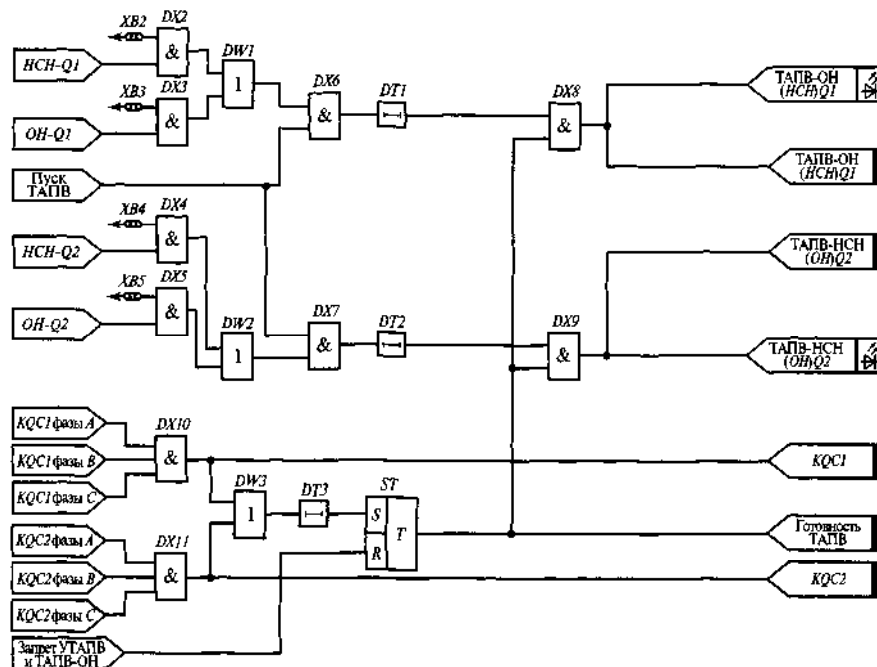 XB2
DX2
DW1
HCH-Q1
&
XB3
DX3
1
DX6
DT1
DX8
ТАПВ-ОН
(НСН)Q1
ОН-Q1
&
&
&
Пуск
ТАПВ
ТАПВ-ОН
(НСН)Q1
XB4
DX4
HCH-Q2
&
ТАПВ-НСН
(ОН)Q2
XB5
DX5
ОН-Q2
&
DW2
1
DX7
&
DT2
DX9
&
ТАПВ-НСН
(ОН)Q2
KQC1 фазы A
KQC1 фазы B
KQC1 фазы C
DX10
&
KQC1
DW3
1
DT3
ST
S
T
R
Готовность
ТАПВ
KQC2 фазы A
KQC2 фазы B
KQC2 фазы C
DX11
&
KQC2
Запрет УТАПВ
и ТАПВ-ОН